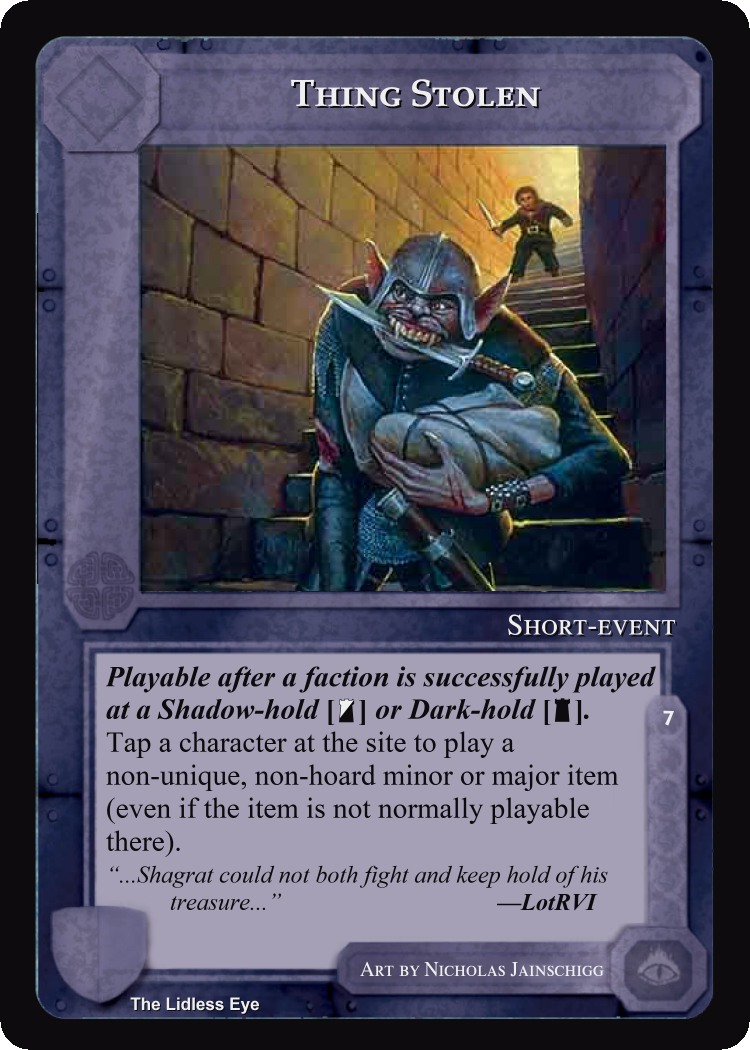 Thing Stolen
Short-event
Playable after a faction is successfully played
at a Shadow-hold [] or Dark-hold [].
7
Tap a character at the site to play a
non-unique, non-hoard minor or major item
(even if the item is not normally playable
there).
“...Shagrat could not both fight and keep hold of his
treasure...” —LotRVI
Art by Nicholas Jainschigg
The Lidless Eye